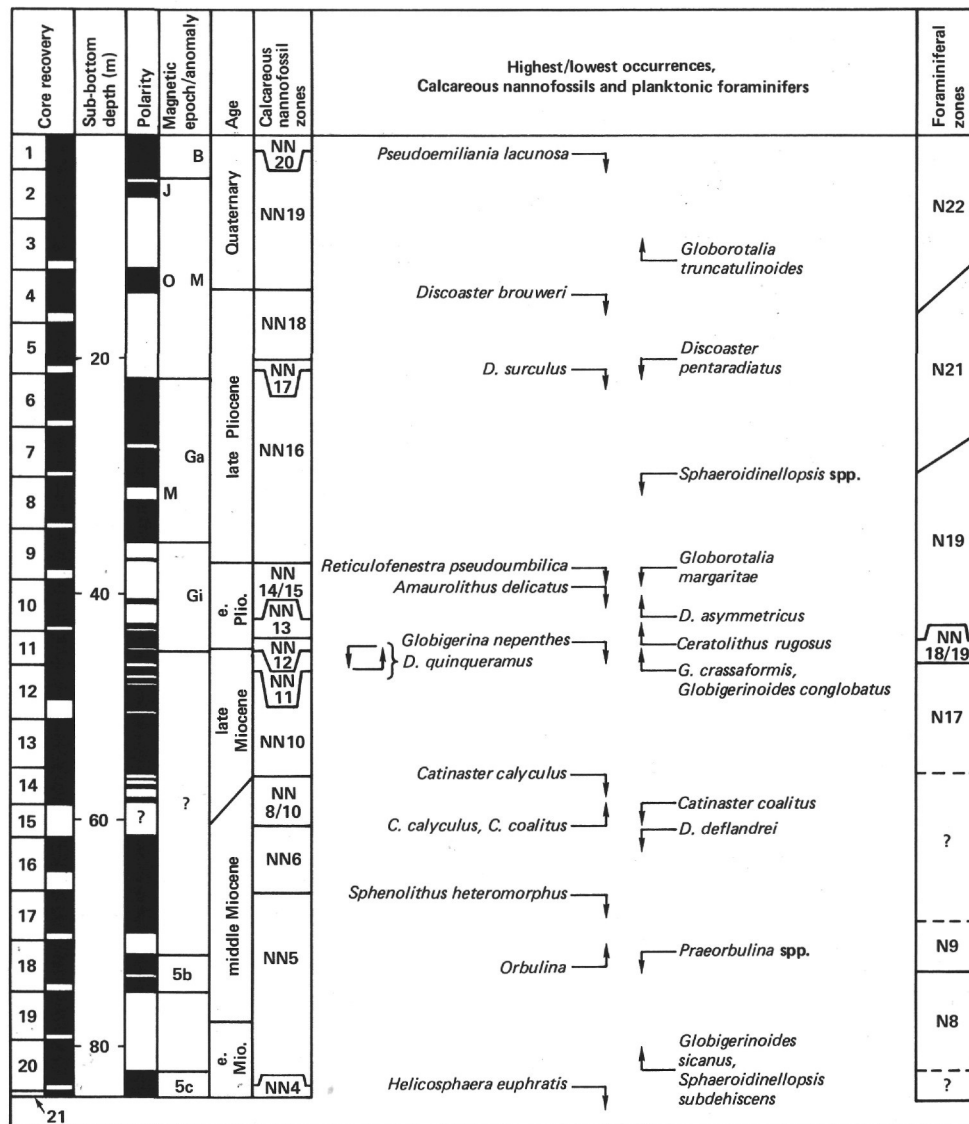 Core recovery
Sub-bottom
depth (m)
Polarity
Magnetic
epoch/anomaly
Age
Calcareous
nannofossil
zones
Highest/lowest occurrences,
Calcareous nannofossils and planktonic foraminifers
Foraminiferal
zones
1
2
3
4
5
6
7
8
9
10
11
12
13
14
15
16
17
18
19
20
21
20
40
60
80
?
B
J
O M
Ga
M
Gi
?
5b
5c
Quaternary
late Pliocene
e.
Plio.
late
Miocene
middle Miocene
e.
Mio.
NN
20
NN19
NN18
NN
17
NN16
NN
14/15
NN
13
NN
12
NN
11
NN10
NN
8/10
NN6
NN5
NN4
Pseudoemiliania lacunosa
Globorotalia
truncatulinoides
Discoaster brouweri
Discoaster
pentaradiatus
D. surculus
Sphaeroidinellopsis spp.
Reticulofenestra pseudoumbilica
Globorotalia
margaritae
Amaurolithus delicatus
D. asymmetricus
Globigerina nepenthes
Ceratolithus rugosus
D. quinqueramus
G. crassaformis,
Globigerinoides conglobatus
Catinaster calyculus
Catinaster coalitus
C. calyculus, C. coalitus
D. deflandrei
Sphenolithus heteromorphus
Praeorbulina spp.
Orbulina
Globigerinoides
sicanus,
Sphaeroidinellopsis
subdehiscens
Helicosphaera euphratis
N22
N21
N19
NN
18/19
N17
?
N9
N8
?